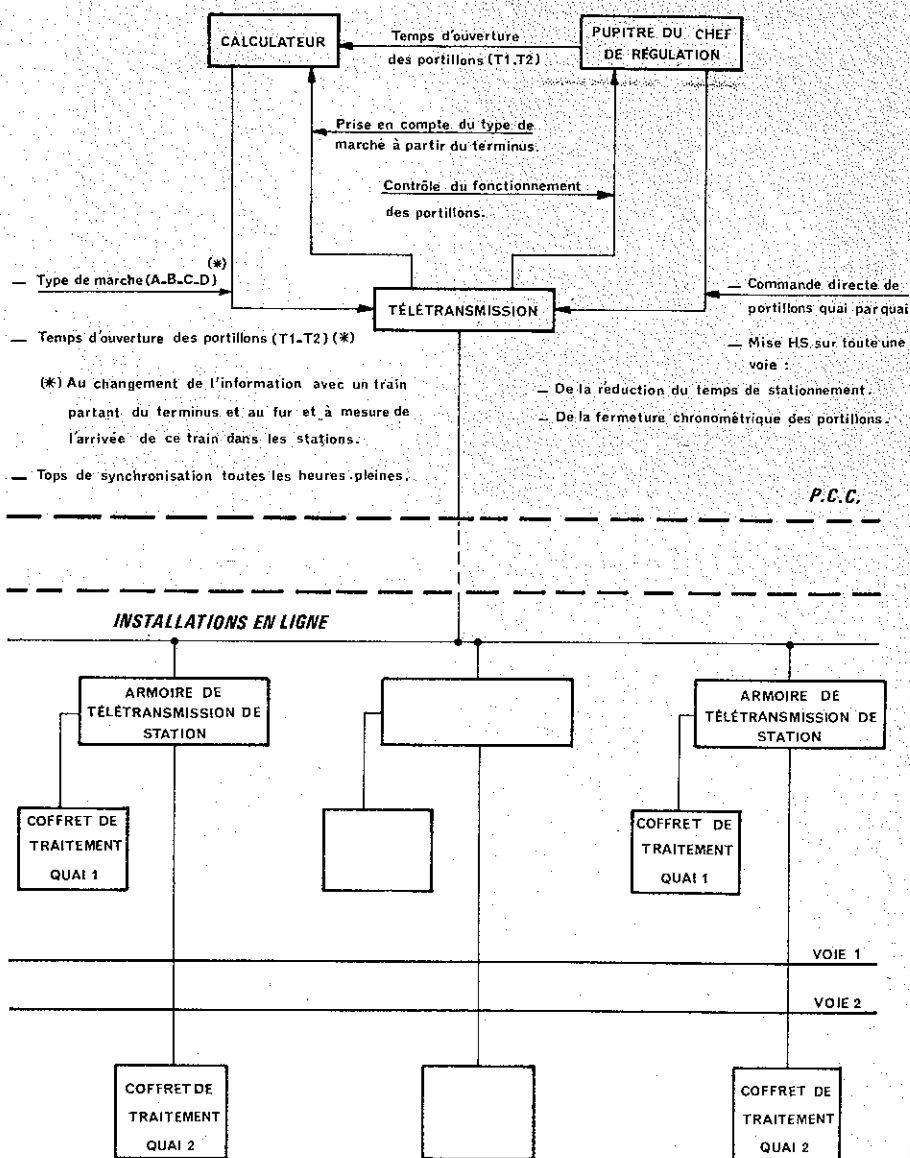 CALCULATEUR
Temps d'ouverture
des portillons (T1.T2)
PUPITRE DU CHEF
DE RÉGULATION
Prise en compte du type de
marché à partir du terminus.
Contrôle du fonctionnement
des portillons.
(*)
— Type de marche (A-B-C-D)
TÉLÉTRANSMISSION
— Commande directe de
portillons quai par quai
— Temps d'ouverture des portillons (T1-T2) (*)
— Mise H.S. sur toute une
voie :
(*) Au changement de l'information avec un train
partant du terminus et au fur et à mesure de
l'arrivée de ce train dans les stations.
— De la réduction du temps de stationnement.
— De la fermeture chronométrique des portillons.
— Tops de synchronisation toutes les heures pleines.
P.C.C.
INSTALLATIONS EN LIGNE
ARMOIRE DE
TÉLÉTRANSMISSION DE
STATION
ARMOIRE DE
TÉLÉTRANSMISSION DE
STATION
COFFRET DE
TRAITEMENT
QUAI 1
COFFRET DE
TRAITEMENT
QUAI 1
VOIE 1
VOIE 2
COFFRET DE
TRAITEMENT
QUAI 2
COFFRET DE
TRAITEMENT
QUAI 2